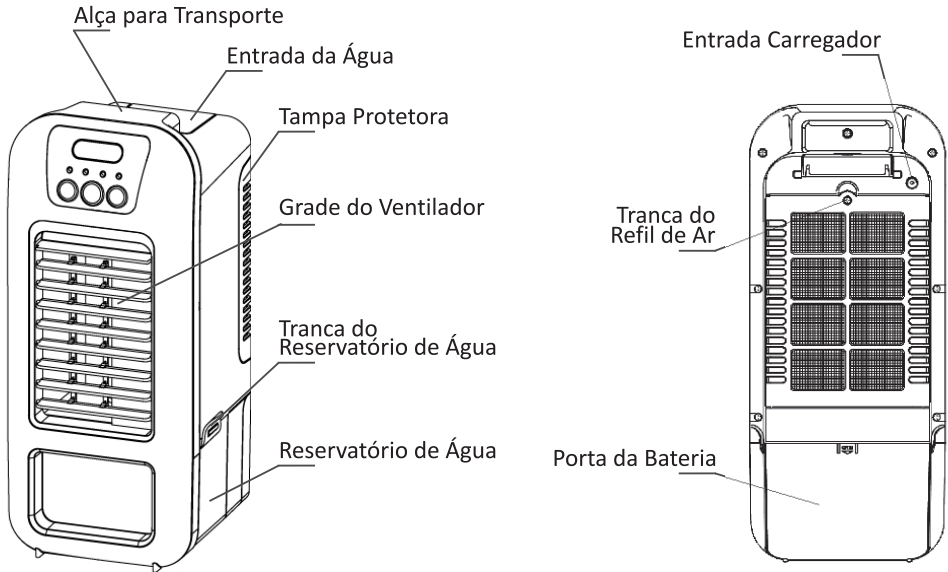 Alça para Transporte
Entrada da Água
Tampa Protetora
Grade do Ventilador
Tranca do
Reservatório de Água
Reservatório de Água
Entrada Carregador
Tranca do
Refil de Ar
Porta da Bateria